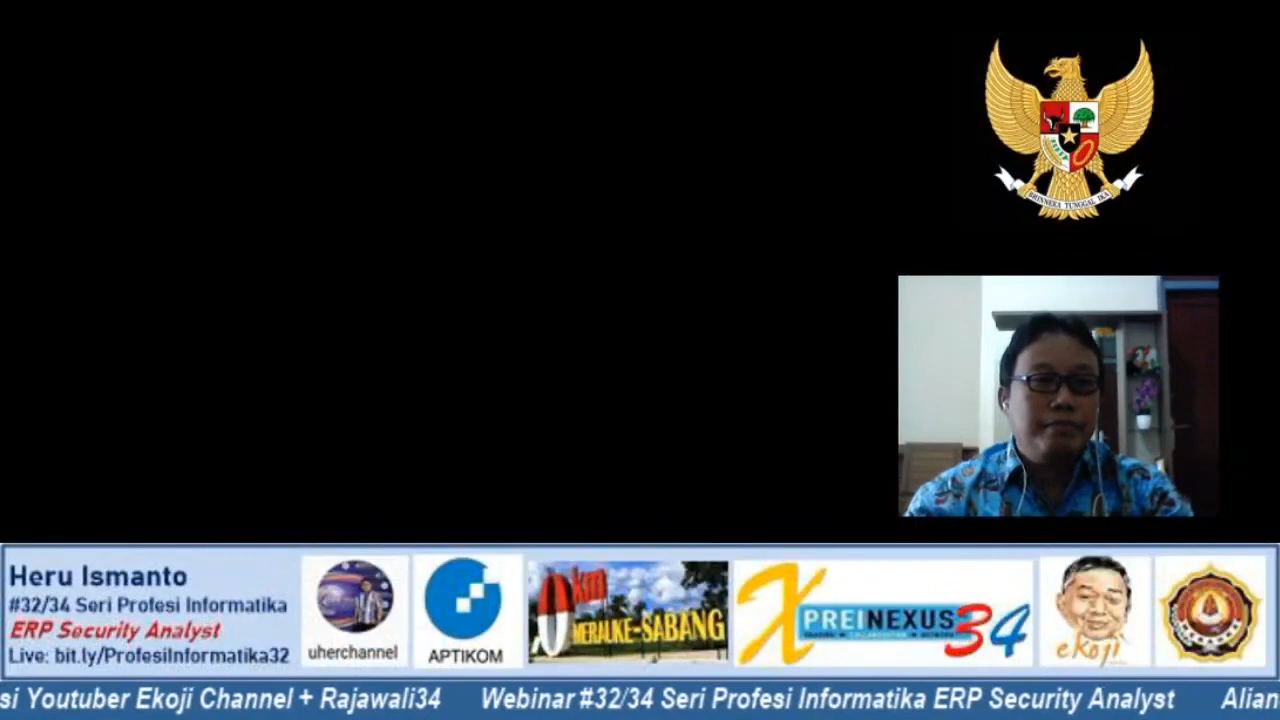 BHINNEKA TUNGGAL IKA
Heru Ismanto
#32/34 Seri Profesi Informatika
ERP Security Analyst
Live: bit.ly/ProfesiInformatika32
uherchannel
APTIKOM
0 km
MERAUKE-SABANG
X PREINEXUS34
ekoji
si Youtuber Ekoji Channel + Rajawali34 Webinar #32/34 Seri Profesi Informatika ERP Security Analyst Alian